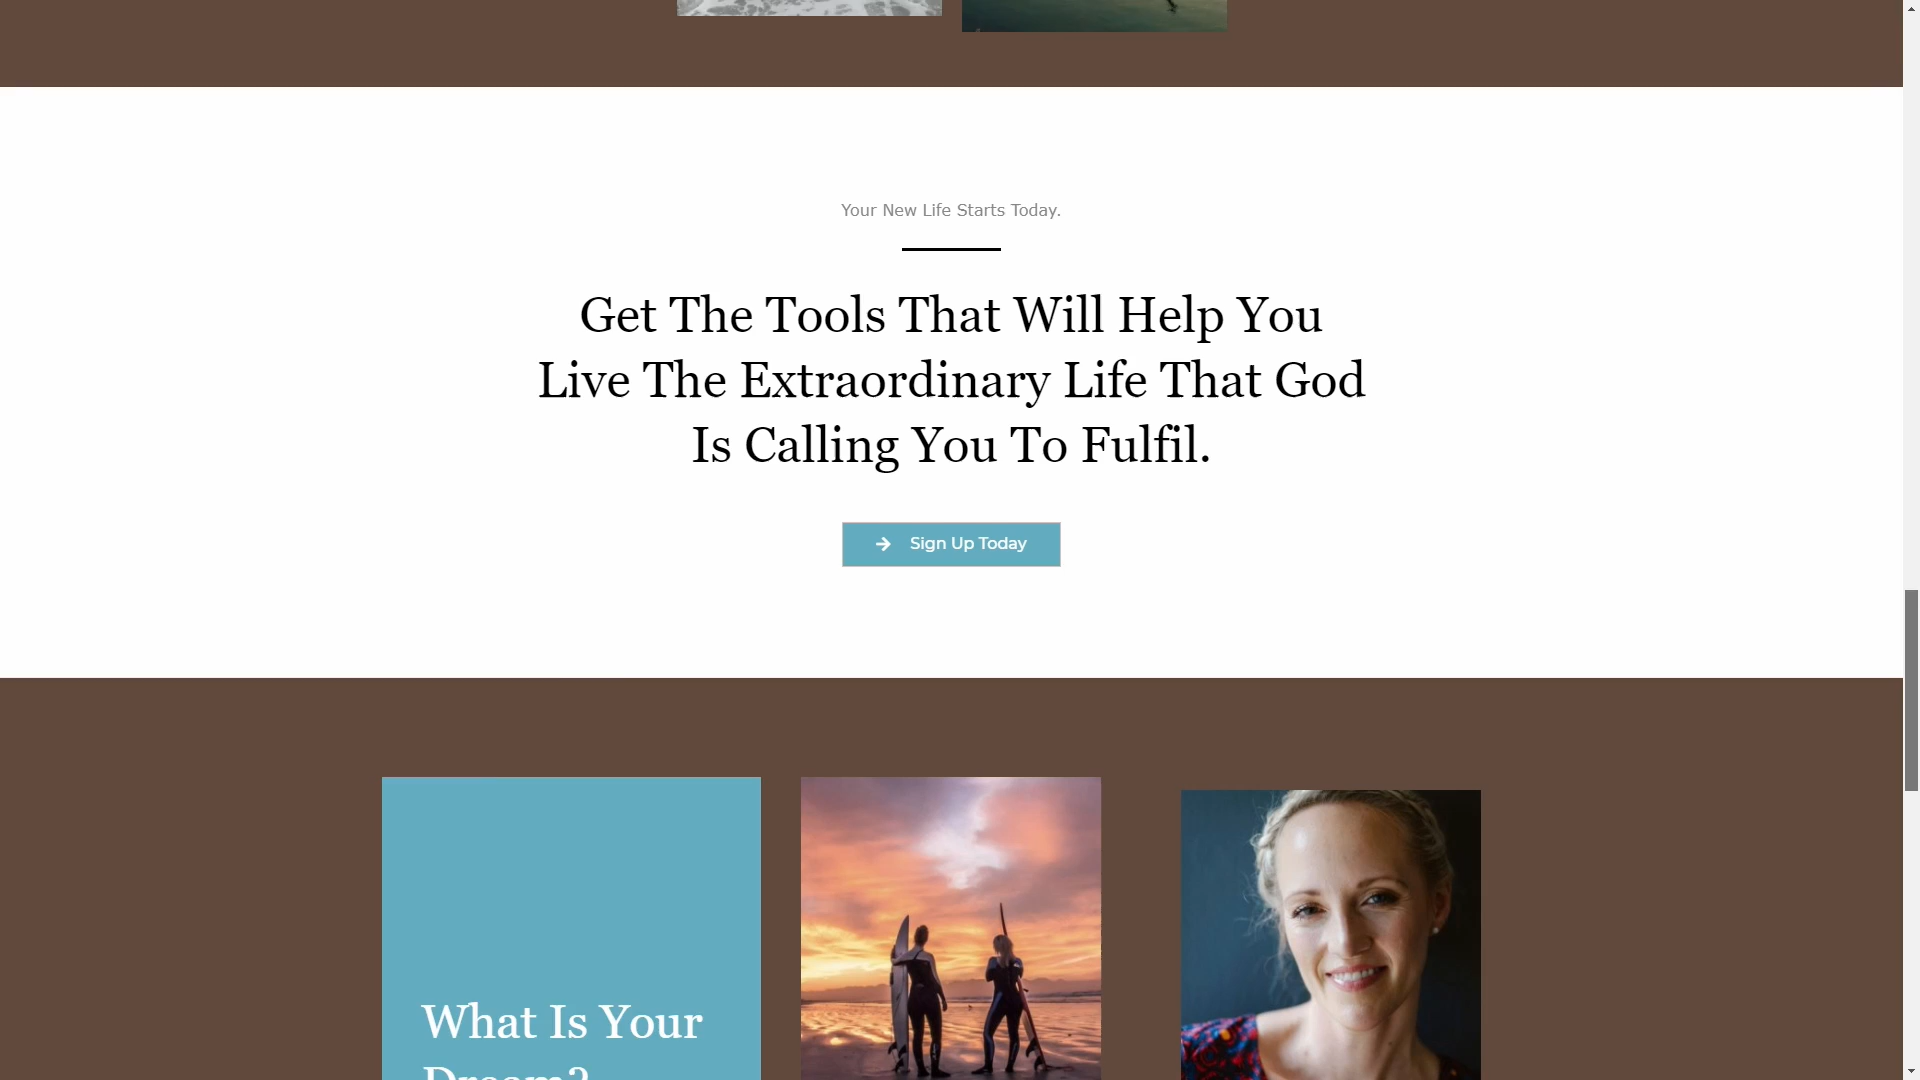 Your New Life Starts Today.
Get The Tools That Will Help You
Live The Extraordinary Life That God
Is Calling You To Fulfil.
Sign Up Today
What Is Your
Dream?